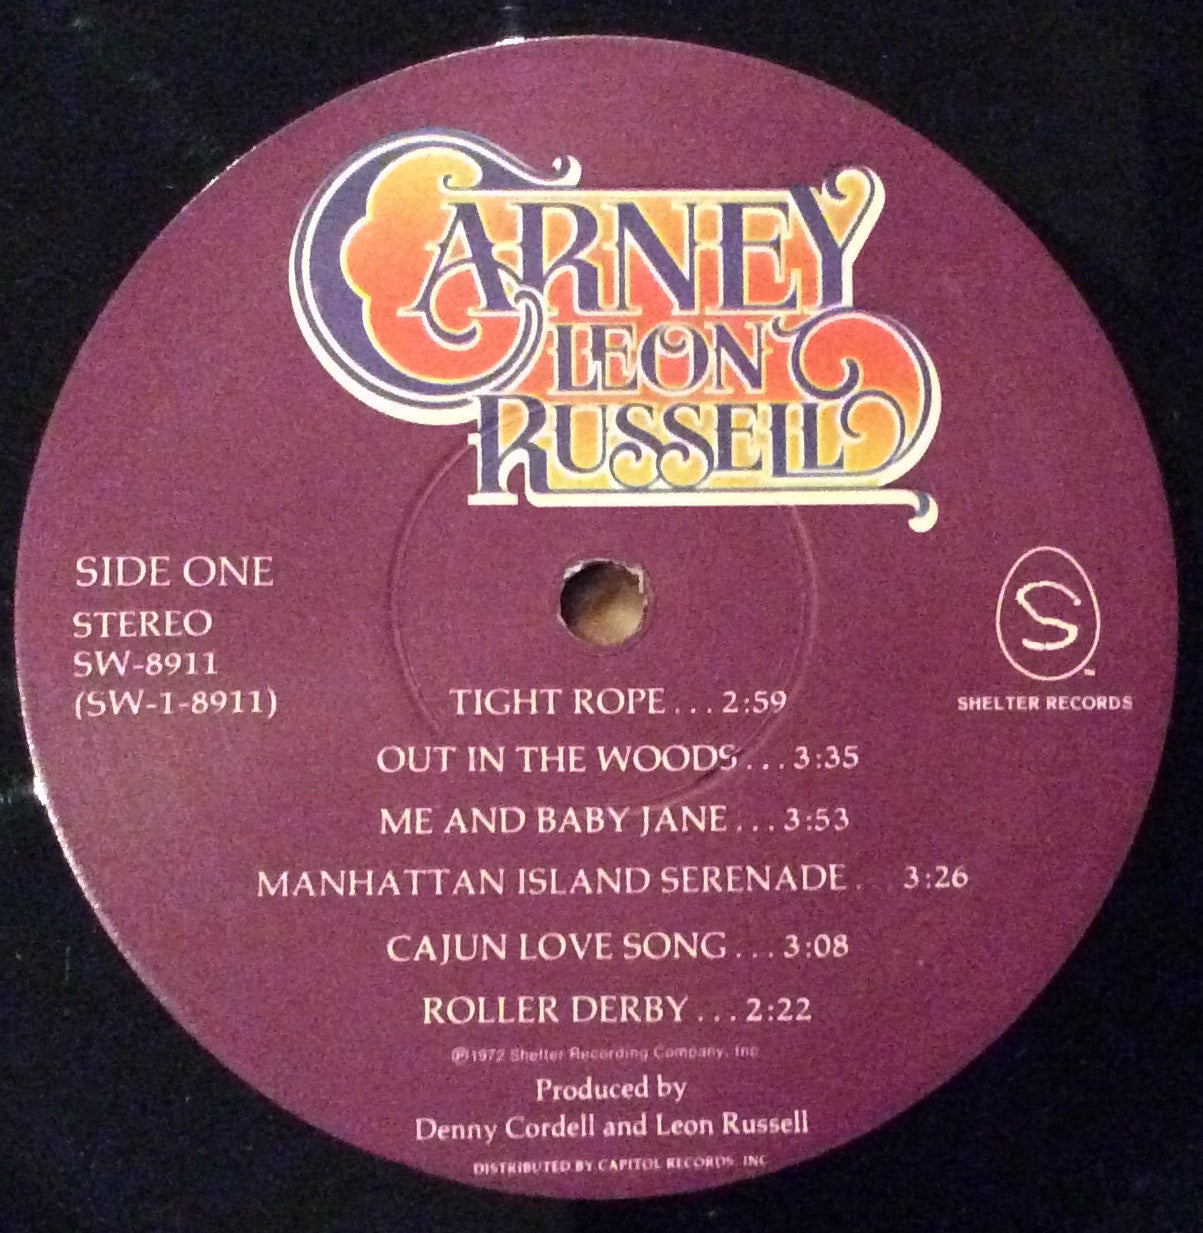 CARNEY
LEON
RUSSELL
SIDE ONE
STEREO
SW-8911
(SW-1-8911)
S
™
SHELTER RECORDS
TIGHT ROPE...2:59
OUT IN THE WOODS...3:35
ME AND BABY JANE...3:53
MANHATTAN ISLAND SERENADE. 3:26
CAJUN LOVE SONG...3:08
ROLLER DERBY...2:22
℗1972 Shelter Recording Company, Inc.
Produced by
Denny Cordell and Leon Russell
DISTRIBUTED BY CAPITOL RECORDS, INC.